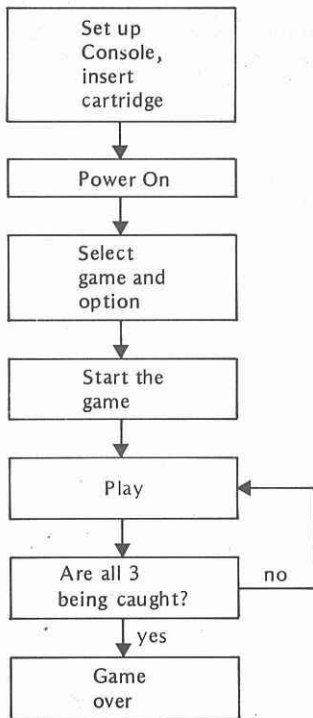 Set up
Console,
insert
cartridge
Power On
Select
game and
option
Start the
game
Play
Are all 3
being caught?
no
yes
Game
over